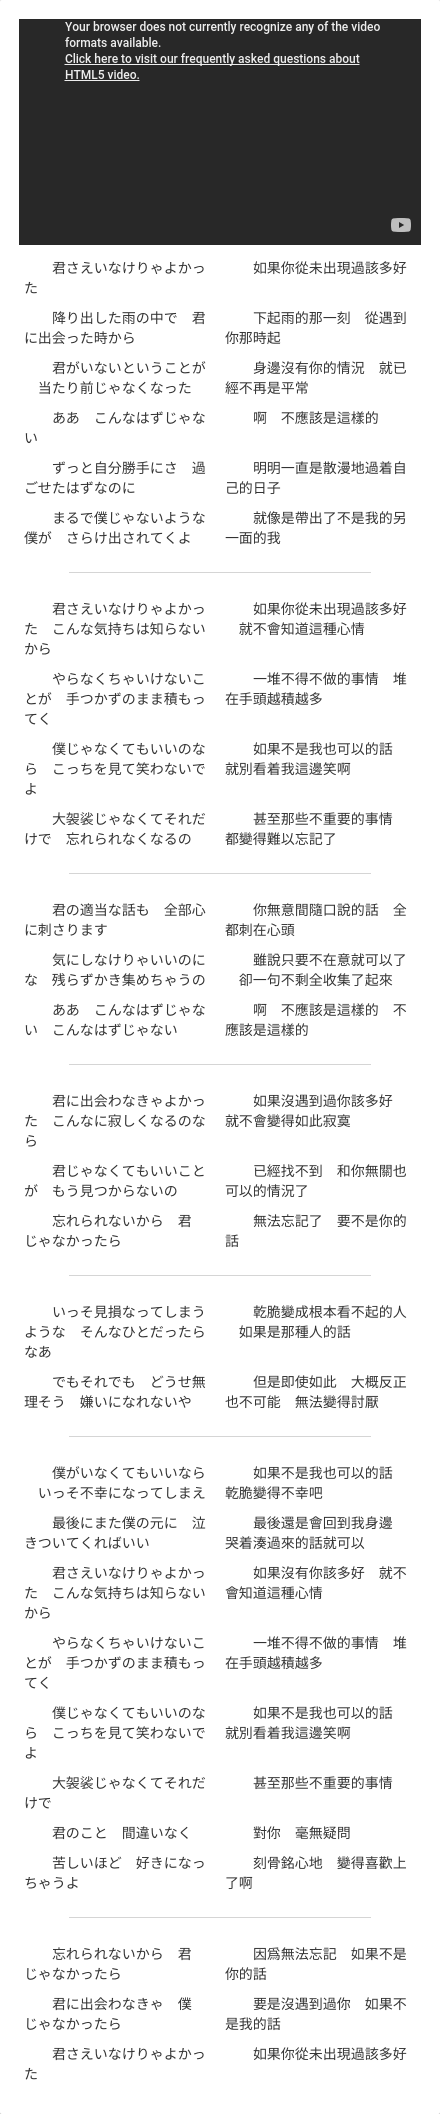 Your browser does not currently recognize any of the video
formats available.
Click here to visit our frequently asked questions about
HTML5 video.
君さえいなけりゃよかっ
た
如果你從未出現過該多好
降り出した雨の中で　君
に出会った時から
下起雨的那一刻　從遇到
你那時起
君がいないということが
当たり前じゃなくなった
身邊沒有你的情況　就已
經不再是平常
ああ　こんなはずじゃな
い
啊　不應該是這樣的
ずっと自分勝手にさ　過
ごせたはずなのに
明明一直是散漫地過着自
己的日子
まるで僕じゃないような
僕が　さらけ出されてくよ
就像是帶出了不是我的另
一面的我
君さえいなけりゃよかっ
た　こんな気持ちは知らない
から
如果你從未出現過該多好
就不會知道這種心情
やらなくちゃいけないこ
とが　手つかずのまま積もっ
てく
一堆不得不做的事情　堆
在手頭越積越多
僕じゃなくてもいいのな
ら　こっちを見て笑わないで
よ
如果不是我也可以的話
就別看着我這邊笑啊
大袈裟じゃなくてそれだ
けで　忘れられなくなるの
甚至那些不重要的事情
都變得難以忘記了
君の適当な話も　全部心
に刺さります
你無意間隨口說的話　全
都刺在心頭
気にしなけりゃいいのに
な　残らずかき集めちゃうの
雖說只要不在意就可以了
卻一句不剩全收集了起來
ああ　こんなはずじゃな
い　こんなはずじゃない
啊　不應該是這樣的　不
應該是這樣的
君に出会わなきゃよかっ
た　こんなに寂しくなるのな
ら
如果沒遇到過你該多好
就不會變得如此寂寞
君じゃなくてもいいこと
が　もう見つからないの
已經找不到　和你無關也
可以的情況了
忘れられないから　君
じゃなかったら
無法忘記了　要不是你的
話
いっそ見損なってしまう
ような　そんなひとだったら
なあ
乾脆變成根本看不起的人
如果是那種人的話
でもそれでも　どうせ無
理そう　嫌いになれないや
但是即使如此　大概反正
也不可能　無法變得討厭
僕がいなくてもいいなら
いっそ不幸になってしまえ
如果不是我也可以的話
乾脆變得不幸吧
最後にまた僕の元に　泣
きついてくればいい
最後還是會回到我身邊
哭着湊過來的話就可以
君さえいなけりゃよかっ
た　こんな気持ちは知らない
から
如果沒有你該多好　就不
會知道這種心情
やらなくちゃいけないこ
とが　手つかずのまま積もっ
てく
一堆不得不做的事情　堆
在手頭越積越多
僕じゃなくてもいいのな
ら　こっちを見て笑わないで
よ
如果不是我也可以的話
就別看着我這邊笑啊
大袈裟じゃなくてそれだ
けで
甚至那些不重要的事情
君のこと　間違いなく
對你　毫無疑問
苦しいほど　好きになっ
ちゃうよ
刻骨銘心地　變得喜歡上
了啊
忘れられないから　君
じゃなかったら
因爲無法忘記　如果不是
你的話
君に出会わなきゃ　僕
じゃなかったら
要是沒遇到過你　如果不
是我的話
君さえいなけりゃよかっ
た
如果你從未出現過該多好